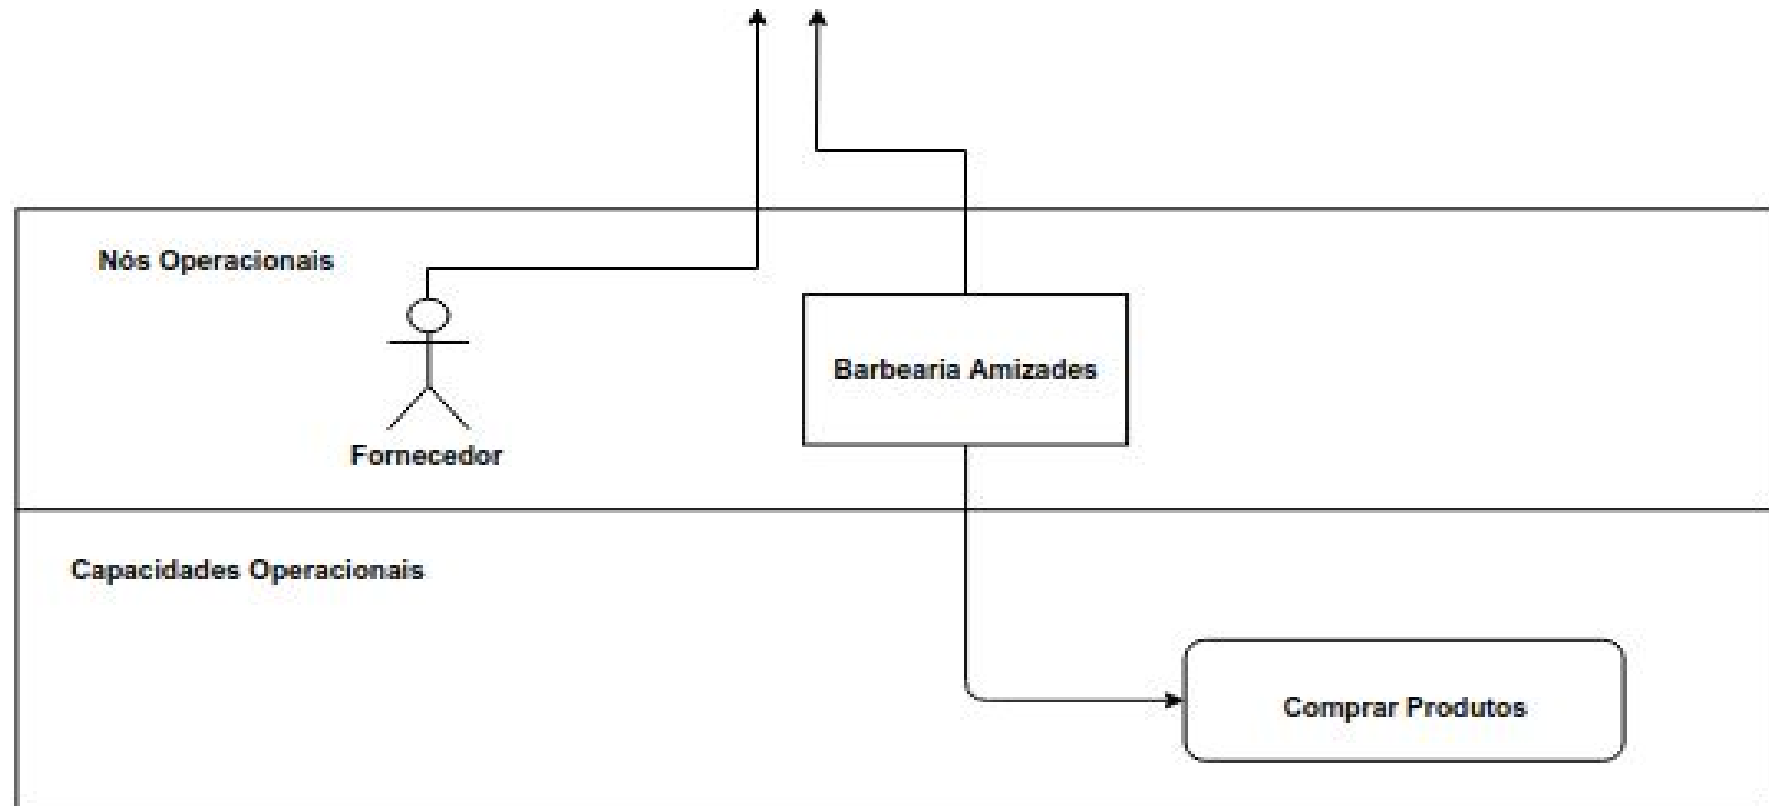 Nós Operacionais
Barbearia Amizades
Fornecedor
Capacidades Operacionais
Comprar Produtos